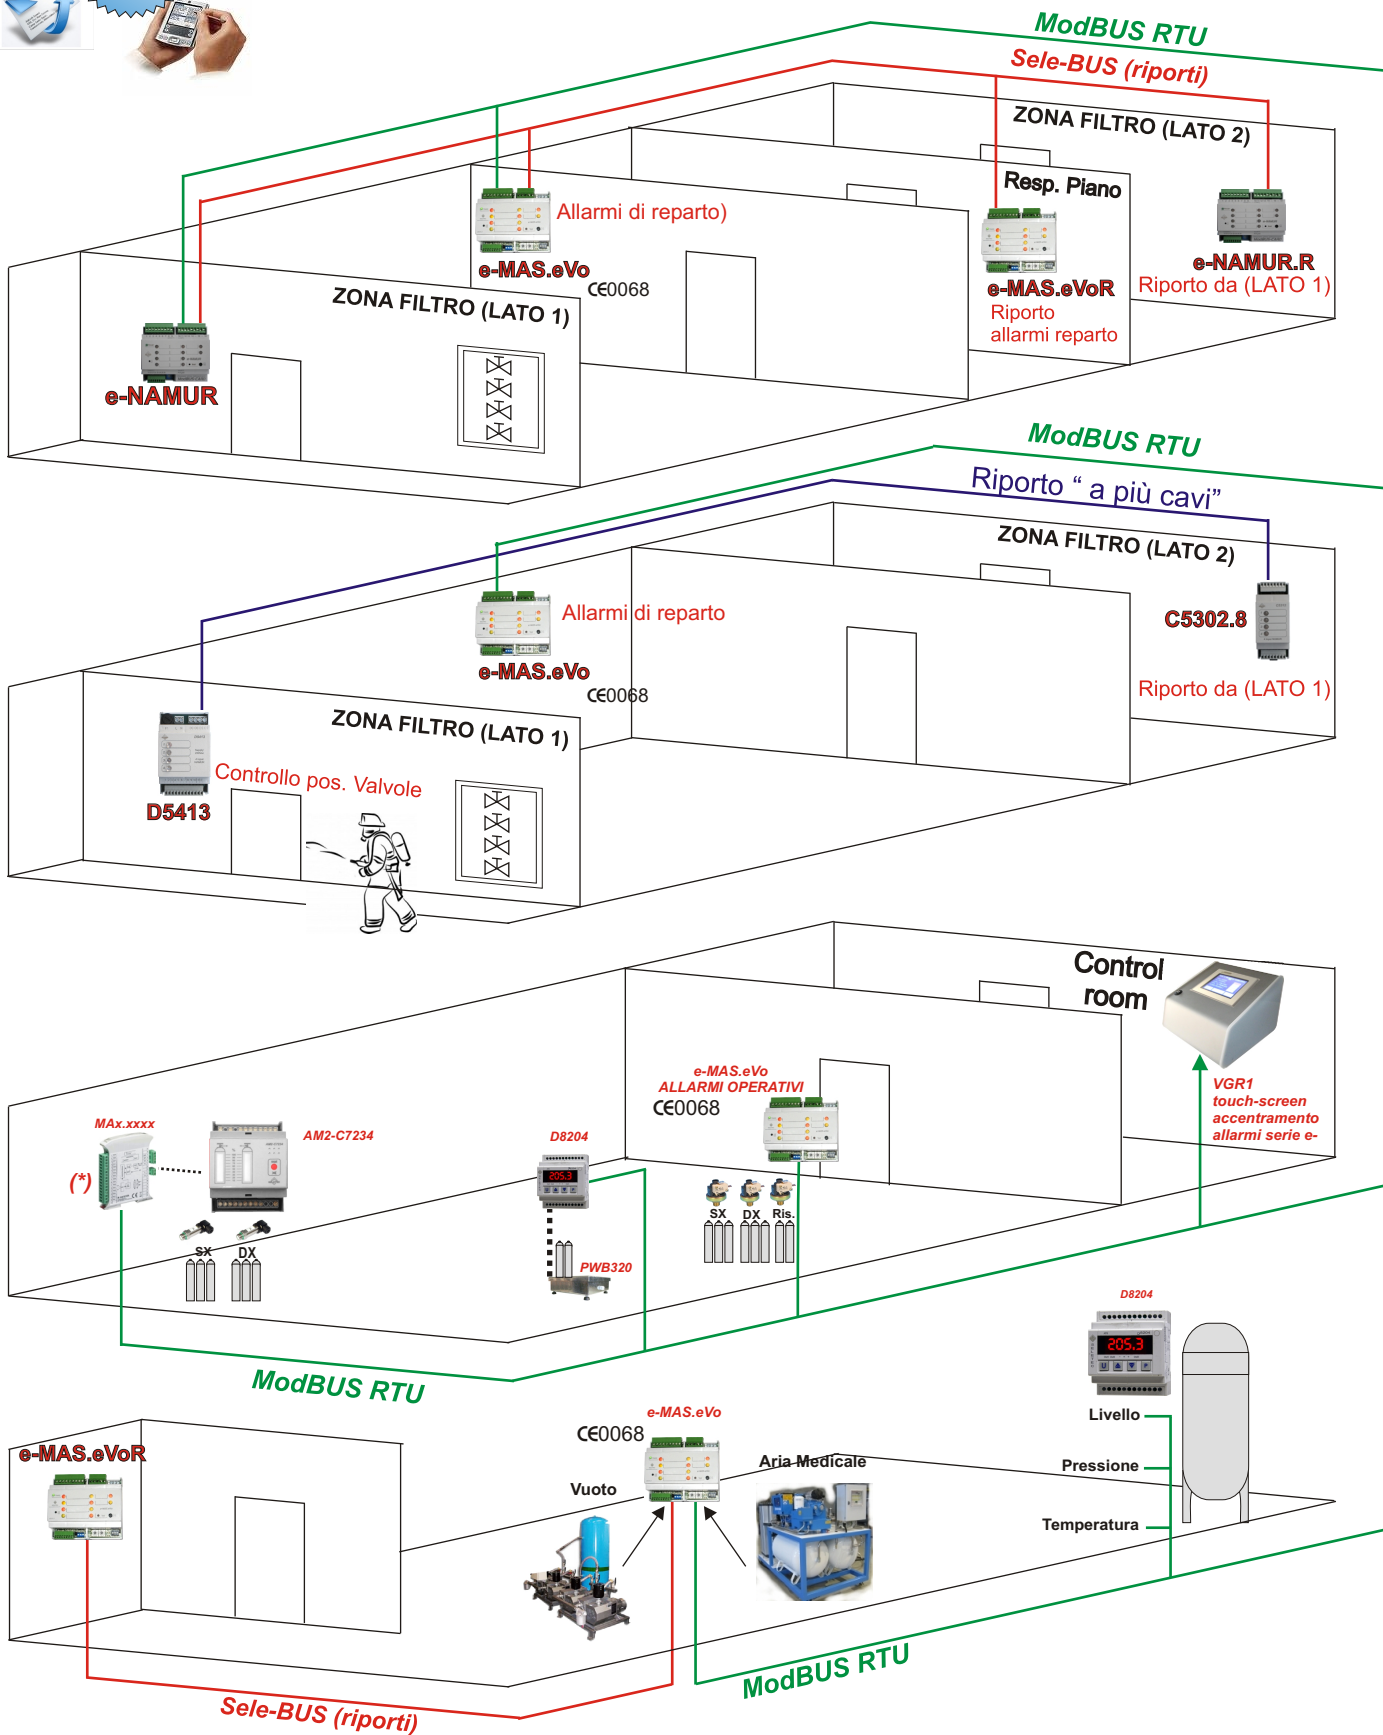 ModBUS RTU
Sele-BUS (riporti)
ZONA FILTRO (LATO 2)
Resp. Piano
Allarmi di reparto)
e-MAS.eVo
CE0068
e-NAMUR.R
Riporto da (LATO 1)
e-MAS.eVoR
Riporto
allarmi reparto
ZONA FILTRO (LATO 1)
e-NAMUR
ModBUS RTU
Riporto “ a più cavi”
ZONA FILTRO (LATO 2)
Allarmi di reparto
e-MAS.eVo
CE0068
C5302.8
Riporto da (LATO 1)
ZONA FILTRO (LATO 1)
Controllo pos. Valvole
D5413
Control
room
e-MAS.eVo
ALLARMI OPERATIVI
CE0068
VGR1
touch-screen
accentramento
allarmi serie e-
MAx.xxxx
AM2-C7234
D8204
(*)
205.3
SX DX Ris.
SX DX
PWB320
D8204
205.3
ModBUS RTU
e-MAS.eVo
CE0068
Livello
e-MAS.eVoR
Aria Medicale
Pressione
Vuoto
Temperatura
ModBUS RTU
Sele-BUS (riporti)